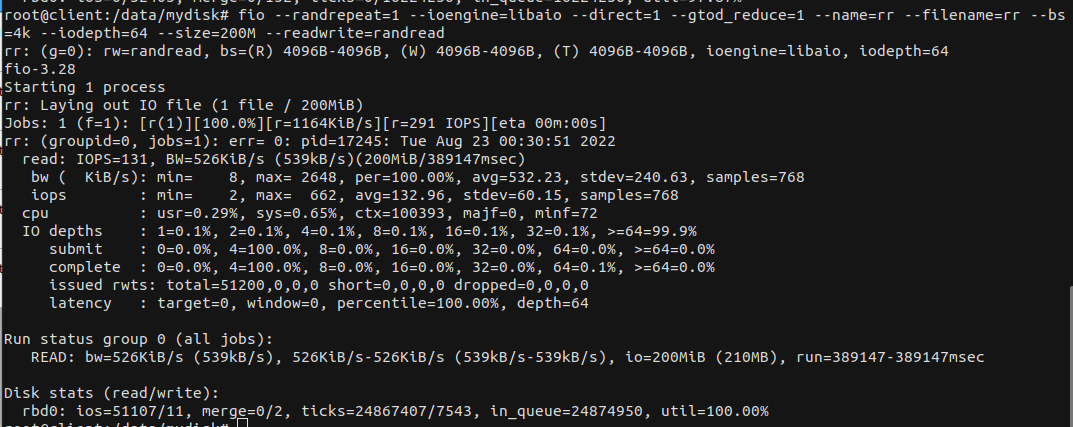 root@client:/data/mydisk# fio --randrepeat=1 --ioengine=libaio --direct=1 --gtod_reduce=1 --name=rr --filename=rr --bs
=4k --iodepth=64 --size=200M --readwrite=randread
rr: (g=0): rw=randread, bs=(R) 4096B-4096B, (W) 4096B-4096B, (T) 4096B-4096B, ioengine=libaio, iodepth=64
fio-3.28
Starting 1 process
rr: Laying out IO file (1 file / 200MiB)
Jobs: 1 (f=1): [r(1)][100.0%][r=1164KiB/s][r=291 IOPS][eta 00m:00s]
rr: (groupid=0, jobs=1): err= 0: pid=17245: Tue Aug 23 00:30:51 2022
  read: IOPS=131, BW=526KiB/s (539kB/s)(200MiB/389147msec)
   bw (  KiB/s): min=    8, max= 2648, per=100.00%, avg=532.23, stdev=240.63, samples=768
   iops        : min=    2, max=  662, avg=132.96, stdev=60.15, samples=768
  cpu          : usr=0.29%, sys=0.65%, ctx=100393, majf=0, minf=72
  IO depths    : 1=0.1%, 2=0.1%, 4=0.1%, 8=0.1%, 16=0.1%, 32=0.1%, >=64=99.9%
     submit    : 0=0.0%, 4=100.0%, 8=0.0%, 16=0.0%, 32=0.0%, 64=0.0%, >=64=0.0%
     complete  : 0=0.0%, 4=100.0%, 8=0.0%, 16=0.0%, 32=0.0%, 64=0.1%, >=64=0.0%
     issued rwts: total=51200,0,0,0 short=0,0,0,0 dropped=0,0,0,0
     latency   : target=0, window=0, percentile=100.00%, depth=64

Run status group 0 (all jobs):
   READ: bw=526KiB/s (539kB/s), 526KiB/s-526KiB/s (539kB/s-539kB/s), io=200MiB (210MB), run=389147-389147msec

Disk stats (read/write):
  rbd0: ios=51107/11, merge=0/2, ticks=24867407/7543, in_queue=24874950, util=100.00%
root@client:/data/mydisk#